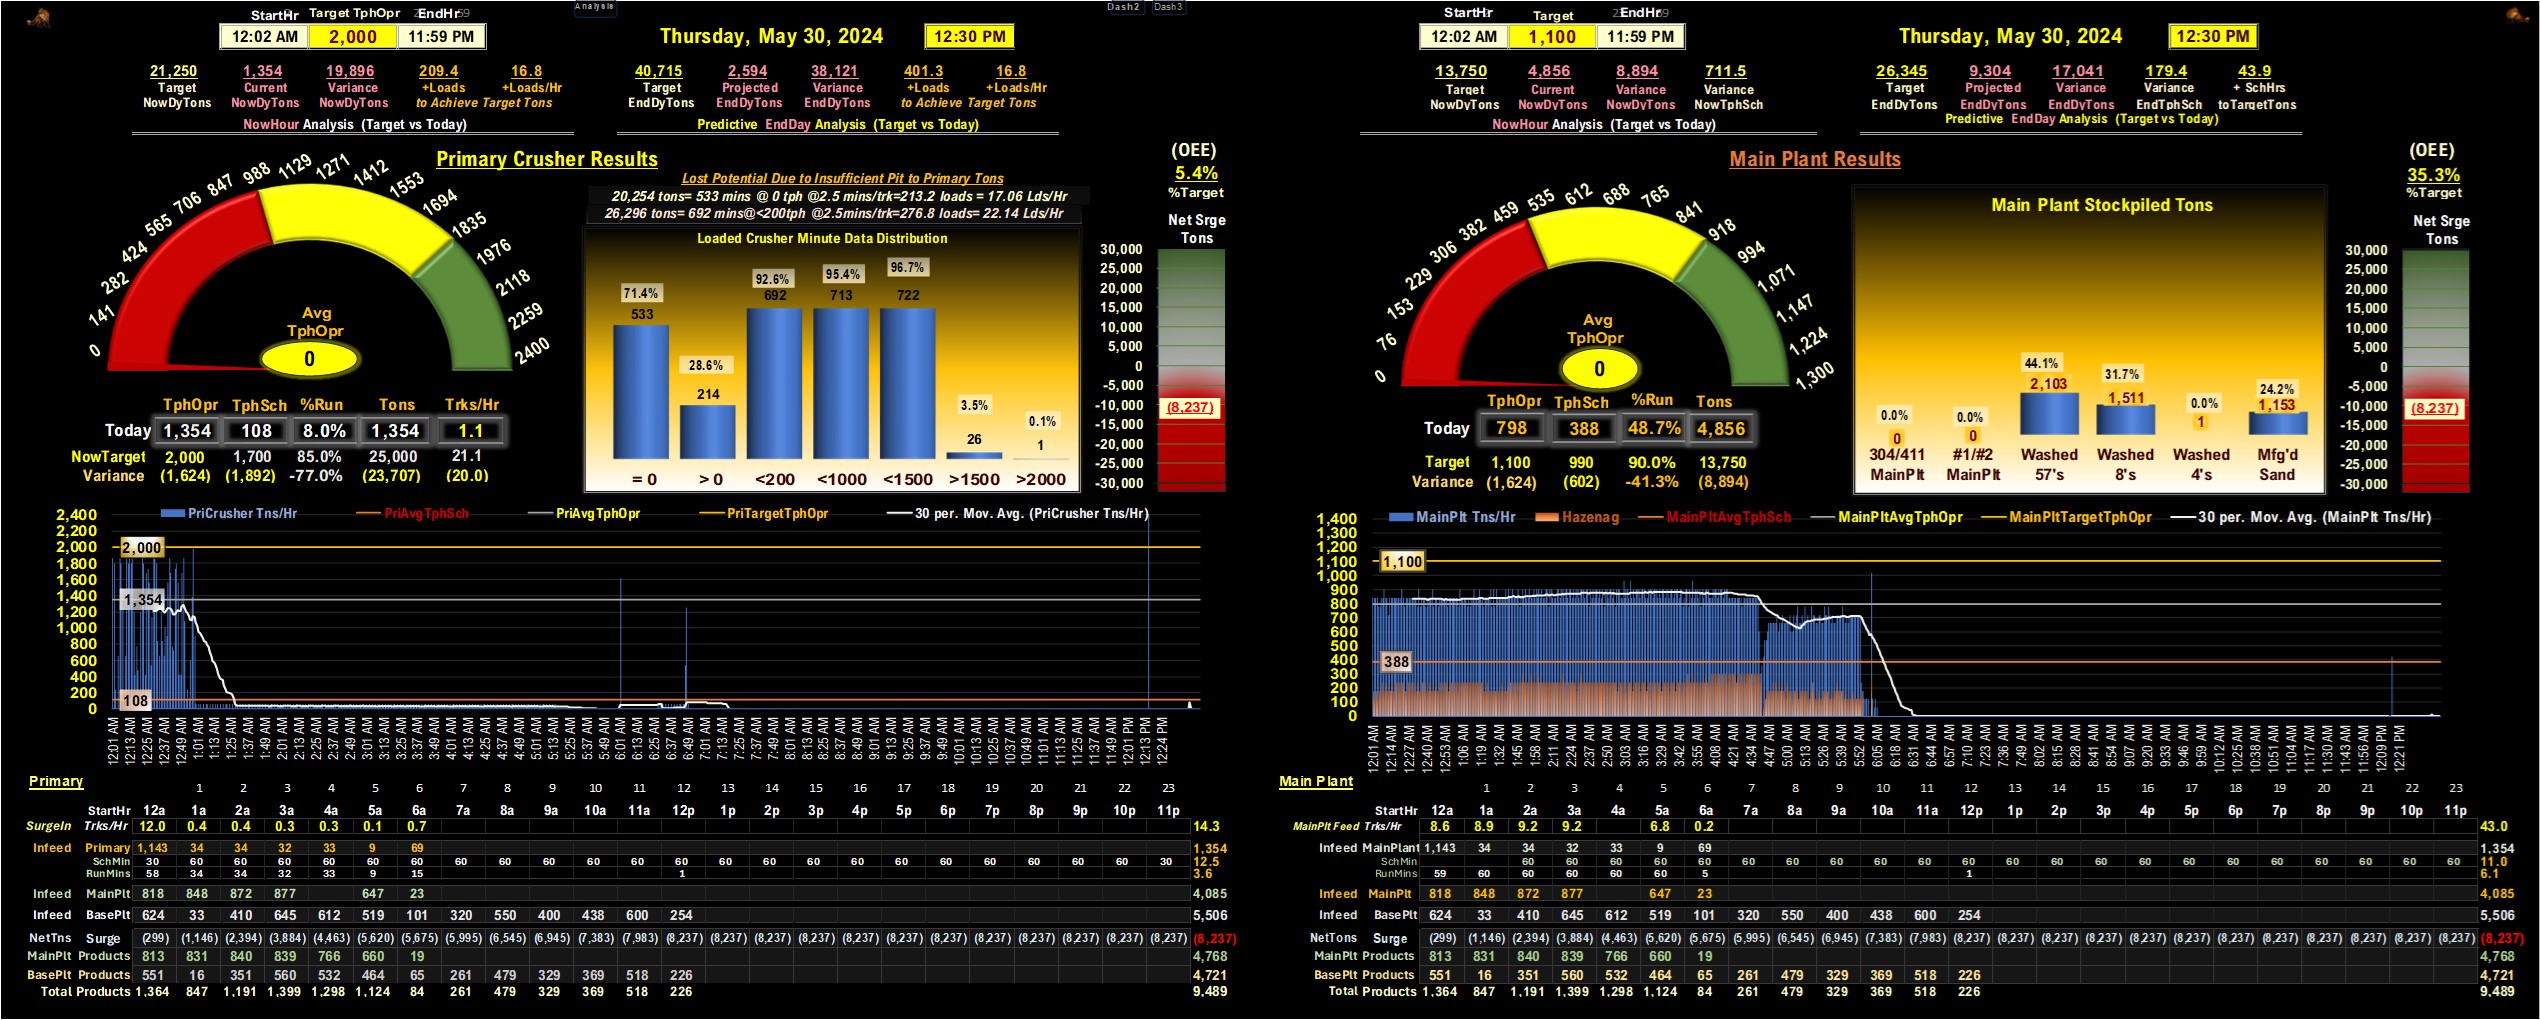 Analysis
Dash2 Dash3
StartHr Target TphOpr EndHr
12:02 AM 2,000 11:59 PM
Thursday, May 30, 2024 12:30 PM
21,250 1,354 19,896 209.4 16.8
Target Current Variance +Loads +Loads/Hr
NowDyTons NowDyTons NowDyTons to Achieve Target Tons
NowHour Analysis (Target vs Today)
40,715 2,594 38,121 401.3 16.8
Target Projected Variance +Loads +Loads/Hr
EndDyTons EndDyTons EndDyTons to Achieve Target Tons
Predictive EndDay Analysis (Target vs Today)
Primary Crusher Results
0 141 282 424 565 706 847 988 1129 1271 1412 1553 1694 1835 1976 2118 2259 2400
Avg
TphOpr
0
TphOpr TphSch %Run Tons Trks/Hr
Today 1,354 108 8.0% 1,354 1.1
NowTarget 2,000 1,700 85.0% 25,000 21.1
Variance (1,624) (1,892) -77.0% (23,707) (20.0)
Lost Potential Due to Insufficient Pit to Primary Tons
20,254 tons= 533 mins @ 0 tph @2.5 mins/trk=213.2 loads = 17.06 Lds/Hr
26,296 tons= 692 mins@<200tph @2.5mins/trk=276.8 loads= 22.14 Lds/Hr
Loaded Crusher Minute Data Distribution
71.4% 28.6% 92.6% 95.4% 96.7% 3.5% 0.1%
533 214 692 713 722 26 1
= 0 > 0 <200 <1000 <1500 >1500 >2000
(OEE)
5.4%
%Target
Net Srge
Tons
30,000
25,000
20,000
15,000
10,000
5,000
0
-5,000
-10,000
-15,000
-20,000
-25,000
-30,000
(8,237)
PriCrusher Tns/Hr PriAvgTphSch PriAvgTphOpr PriTargetTphOpr 30 per. Mov. Avg. (PriCrusher Tns/Hr)
2,400
2,200
2,000
1,800
1,600
1,400
1,200
1,000
800
600
400
200
0
2,000
1,354
108
12:01 AM 12:13 AM 12:25 AM 12:37 AM 12:49 AM 1:01 AM 1:13 AM 1:25 AM 1:37 AM 1:49 AM 2:01 AM 2:13 AM 2:25 AM 2:37 AM 2:49 AM 3:01 AM 3:13 AM 3:25 AM 3:37 AM 3:49 AM 4:01 AM 4:13 AM 4:25 AM 4:37 AM 4:49 AM 5:01 AM 5:13 AM 5:25 AM 5:37 AM 5:49 AM 6:01 AM 6:13 AM 6:25 AM 6:37 AM 6:49 AM 7:01 AM 7:13 AM 7:25 AM 7:37 AM 7:49 AM 8:01 AM 8:13 AM 8:25 AM 8:37 AM 8:49 AM 9:01 AM 9:13 AM 9:25 AM 9:37 AM 9:49 AM 10:01 AM 10:13 AM 10:25 AM 10:37 AM 10:49 AM 11:01 AM 11:13 AM 11:25 AM 11:37 AM 11:49 AM 12:01 PM 12:13 PM 12:24 PM
Primary
1 2 3 4 5 6 7 8 9 10 11 12 13 14 15 16 17 18 19 20 21 22 23
StartHr 12a 1a 2a 3a 4a 5a 6a 7a 8a 9a 10a 11a 12p 1p 2p 3p 4p 5p 6p 7p 8p 9p 10p 11p
SurgeIn Trks/Hr 12.0 0.4 0.4 0.3 0.3 0.1 0.7 14.3
Infeed Primary 1,143 34 34 32 33 9 69 1,354
SchMin 30 60 60 60 60 60 60 60 60 60 60 60 60 60 60 60 60 60 60 60 60 60 60 30 12.5
RunMins 58 34 34 32 33 9 15 1 3.6
Infeed MainPlt 818 848 872 877 647 23 4,085
Infeed BasePlt 624 33 410 645 612 519 101 320 550 400 438 600 254 5,506
NetTns Surge (299) (1,146) (2,394) (3,884) (4,463) (5,620) (5,675) (5,995) (6,545) (6,945) (7,383) (7,983) (8,237) (8,237) (8,237) (8,237) (8,237) (8,237) (8,237) (8,237) (8,237) (8,237) (8,237) (8,237) (8,237)
MainPlt Products 813 831 840 839 766 660 19 4,768
BasePlt Products 551 16 351 560 532 464 65 261 479 329 369 518 226 4,721
Total Products 1,364 847 1,191 1,399 1,298 1,124 84 261 479 329 369 518 226 9,489
StartHr Target EndHr
12:02 AM 1,100 11:59 PM
Thursday, May 30, 2024 12:30 PM
13,750 4,856 8,894 711.5
Target Current Variance Variance
NowDyTons NowDyTons NowDyTons NowTphSch
NowHour Analysis (Target vs Today)
26,345 9,304 17,041 179.4 43.9
Target Projected Variance Variance + SchHrs
EndDyTons EndDyTons EndDyTons EndTphSch toTargetTons
Predictive EndDay Analysis (Target vs Today)
Main Plant Results
0 76 153 229 306 382 459 535 612 688 765 841 918 994 1,071 1,147 1,224 1,300
Avg
TphOpr
0
TphOpr TphSch %Run Tons
Today 798 388 48.7% 4,856
Target 1,100 990 90.0% 13,750
Variance (1,624) (602) -41.3% (8,894)
Main Plant Stockpiled Tons
0.0% 0.0% 44.1% 31.7% 0.0% 24.2%
0 0 2,103 1,511 1 1,153
304/411 #1/#2 Washed Washed Washed Mfg'd
MainPlt MainPlt 57's 8's 4's Sand
(OEE)
35.3%
%Target
Net Srge
Tons
30,000
25,000
20,000
15,000
10,000
5,000
0
-5,000
-10,000
-15,000
-20,000
-25,000
-30,000
(8,237)
MainPlt Tns/Hr Hazenag MainPltAvgTphSch MainPltAvgTphOpr MainPltTargetTphOpr 30 per. Mov. Avg. (MainPlt Tns/Hr)
1,400
1,300
1,200
1,100
1,000
900
800
700
600
500
400
300
200
100
0
1,100
388
12:01 AM 12:14 AM 12:27 AM 12:40 AM 12:53 AM 1:06 AM 1:19 AM 1:32 AM 1:45 AM 1:58 AM 2:11 AM 2:24 AM 2:37 AM 2:50 AM 3:03 AM 3:16 AM 3:29 AM 3:42 AM 3:55 AM 4:08 AM 4:21 AM 4:34 AM 4:47 AM 5:00 AM 5:13 AM 5:26 AM 5:39 AM 5:52 AM 6:05 AM 6:18 AM 6:31 AM 6:44 AM 6:57 AM 7:10 AM 7:23 AM 7:36 AM 7:49 AM 8:02 AM 8:15 AM 8:28 AM 8:41 AM 8:54 AM 9:07 AM 9:20 AM 9:33 AM 9:46 AM 9:59 AM 10:12 AM 10:25 AM 10:38 AM 10:51 AM 11:04 AM 11:17 AM 11:30 AM 11:43 AM 11:56 AM 12:09 PM 12:21 PM
Main Plant
1 2 3 4 5 6 7 8 9 10 11 12 13 14 15 16 17 18 19 20 21 22 23
StartHr 12a 1a 2a 3a 4a 5a 6a 7a 8a 9a 10a 11a 12p 1p 2p 3p 4p 5p 6p 7p 8p 9p 10p 11p
MainPlt Feed Trks/Hr 8.6 8.9 9.2 9.2 6.8 0.2 43.0
Infeed MainPlant 1,143 34 34 32 33 9 69 1,354
SchMin 60 60 60 60 60 60 60 60 60 60 60 60 60 60 60 60 60 60 60 60 60 60 11.0
RunMins 59 60 60 60 60 60 5 1 6.1
Infeed MainPlt 818 848 872 877 647 23 4,085
Infeed BasePlt 624 33 410 645 612 519 101 320 550 400 438 600 254 5,506
NetTons Surge (299) (1,146) (2,394) (3,884) (4,463) (5,620) (5,675) (5,995) (6,545) (6,945) (7,383) (7,983) (8,237) (8,237) (8,237) (8,237) (8,237) (8,237) (8,237) (8,237) (8,237) (8,237) (8,237) (8,237) (8,237)
MainPlt Products 813 831 840 839 766 660 19 4,768
BasePlt Products 551 16 351 560 532 464 65 261 479 329 369 518 226 4,721
Total Products 1,364 847 1,191 1,399 1,298 1,124 84 261 479 329 369 518 226 9,489